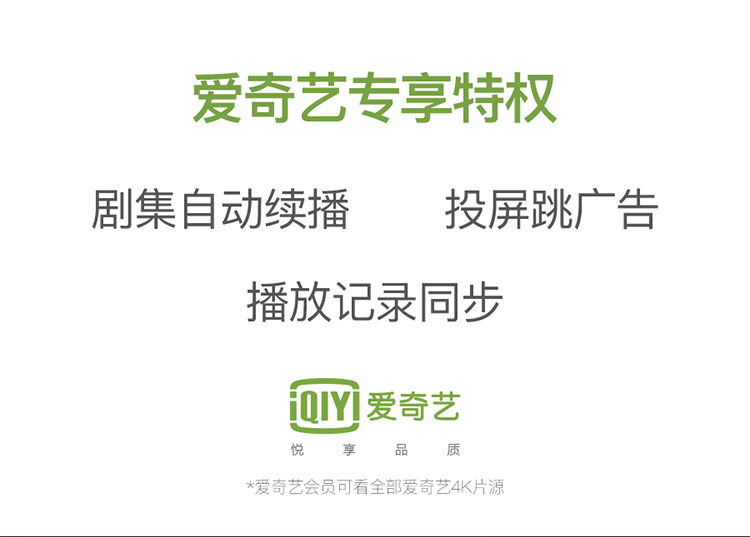 爱奇艺专享特权
剧集自动续播 投屏跳广告
播放记录同步
iQIYI 爱奇艺
悦享品质
*爱奇艺会员可看全部爱奇艺4K片源